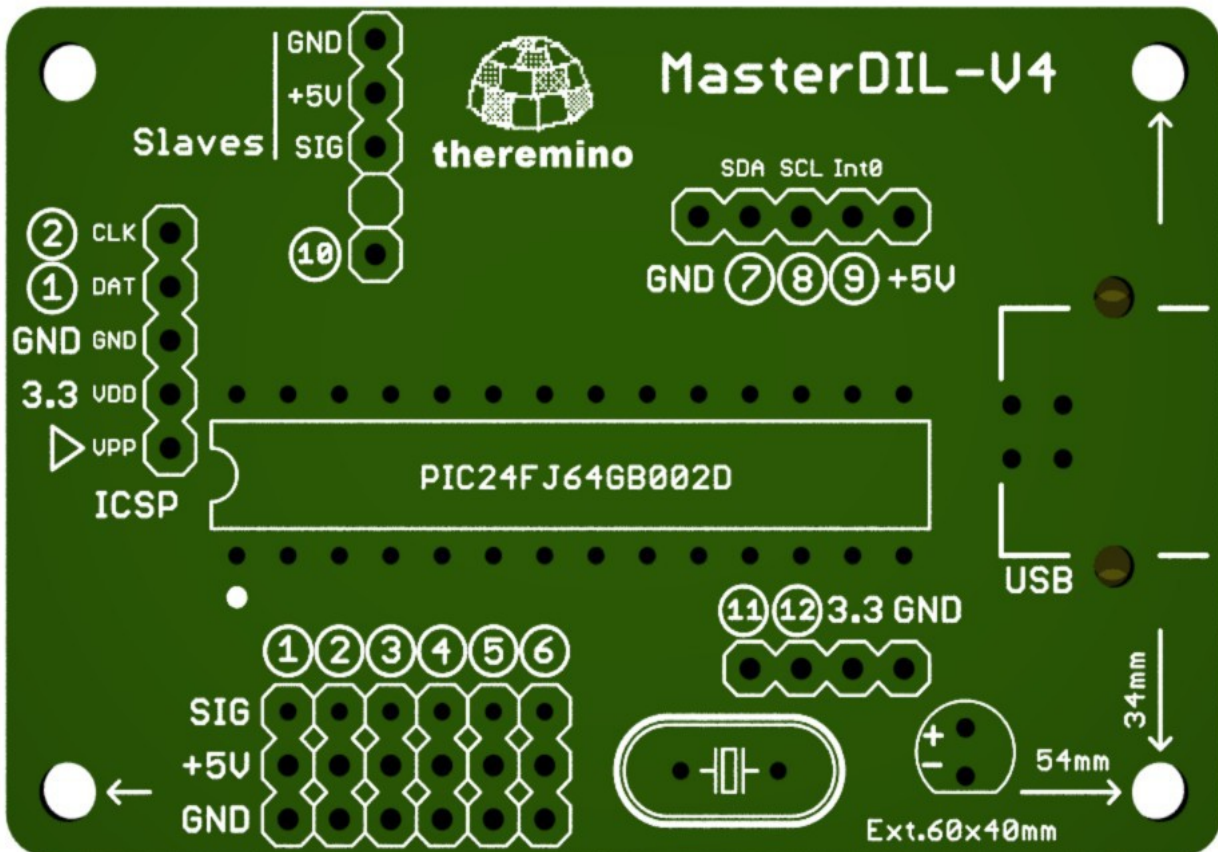 MasterDIL-V4
GND
+5V
Slaves SIG
theremino
10
SDA SCL Int0
GND 7 8 9 +5V
2 CLK
1 DAT
GND GND
3.3 VDD
VPP
ICSP
PIC24FJ64GB002D
USB
11 12 3.3 GND
1 2 3 4 5 6
SIG
+5V
GND
+
-
34mm
54mm
Ext.60x40mm